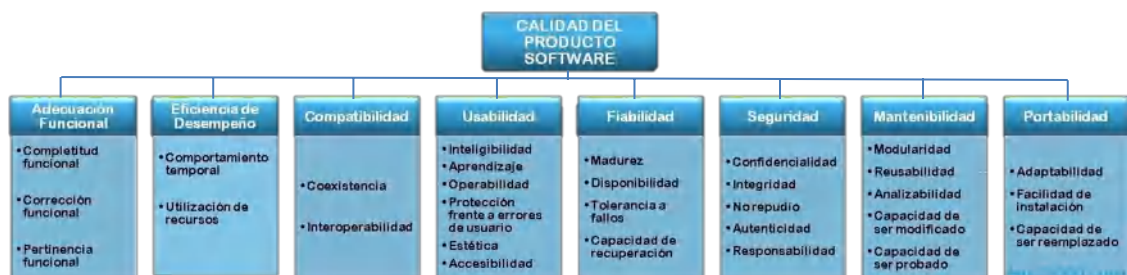 CALIDAD DEL
PRODUCTO
SOFTWARE
Adecuación
Funcional
• Completitud
funcional
• Corrección
funcional
• Pertinencia
funcional
Eficiencia de
Desempeño
• Comportamiento
temporal
• Utilización de
recursos
Compatibilidad
• Coexistencia
• Interoperabilidad
Usabilidad
• Inteligibilidad
• Aprendizaje
• Operabilidad
• Protección
frente a errores
de usuario
• Estética
• Accesibilidad
Fiabilidad
• Madurez
• Disponibilidad
• Tolerancia a
fallos
• Capacidad de
recuperación
Seguridad
• Confidencialidad
• Integridad
• No repudio
• Autenticidad
• Responsabilidad
Mantenibilidad
• Modularidad
• Reusabilidad
• Analizabilidad
• Capacidad de
ser modificado
• Capacidad de
ser probado
Portabilidad
• Adaptabilidad
• Facilidad de
instalación
• Capacidad de
ser reemplazado